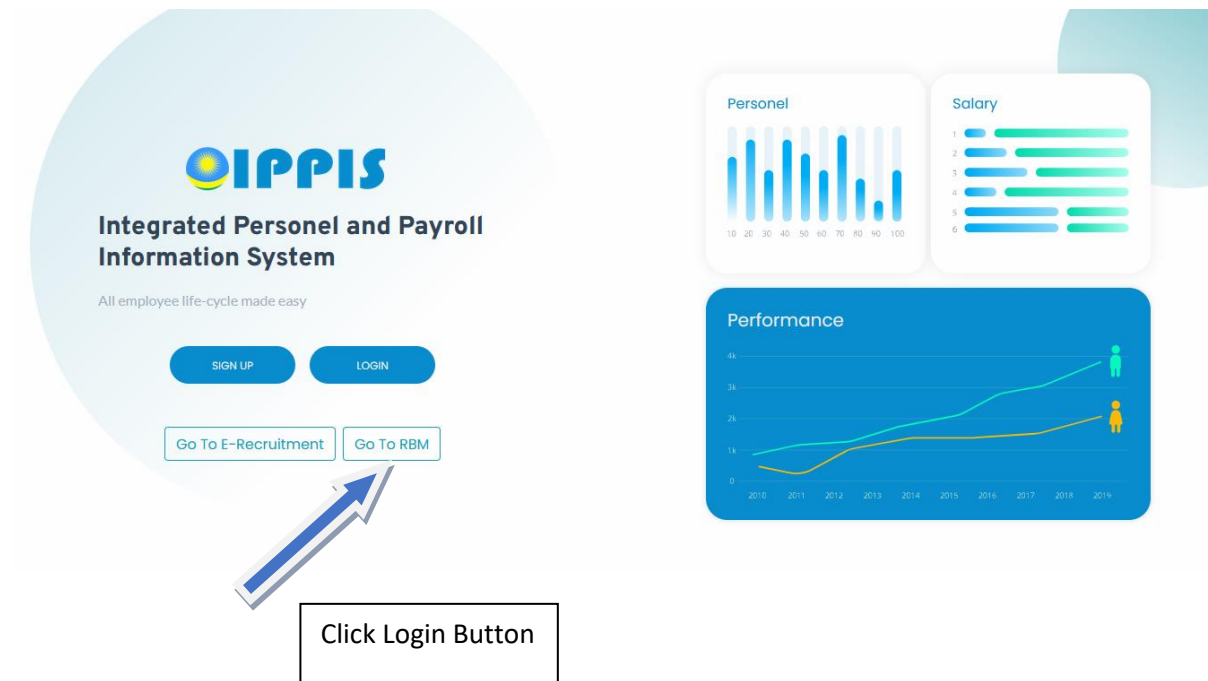 IPPIS
Integrated Personel and Payroll
Information System
All employee life-cycle made easy
SIGN UP
LOGIN
Go To E-Recruitment
Go To RBM
Click Login Button
Personel
10 20 30 40 50 60 70 80 90 100
Salary
1
2
3
4
5
6
Performance
4k
3k
2k
1k
0
2010 2011 2012 2013 2014 2015 2016 2017 2018 2019